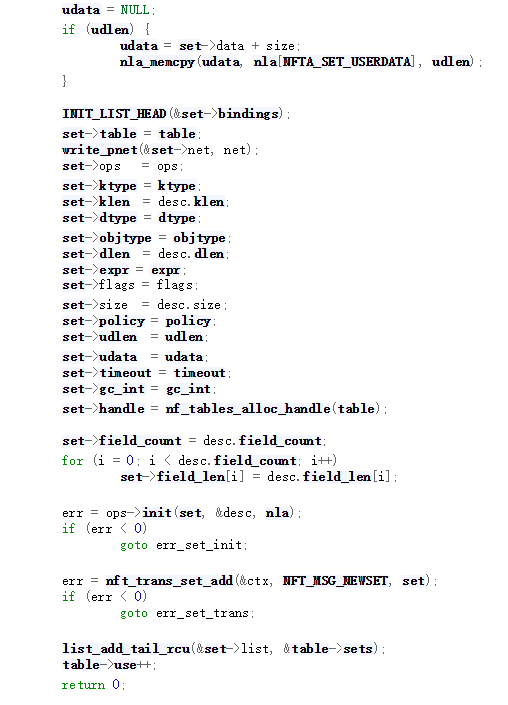 udata = NULL;
if (udlen) {
udata = set->data + size;
nla_memcpy(udata, nla[NFTA_SET_USERDATA], udlen);
}
INIT_LIST_HEAD(&set->bindings);
set->table = table;
write_pnet(&set->net, net);
set->ops   = ops;
set->ktype = ktype;
set->klen  = desc.klen;
set->dtype = dtype;
set->objtype = objtype;
set->dlen  = desc.dlen;
set->expr = expr;
set->flags = flags;
set->size  = desc.size;
set->policy = policy;
set->udlen  = udlen;
set->udata  = udata;
set->timeout = timeout;
set->gc_int = gc_int;
set->handle = nf_tables_alloc_handle(table);
set->field_count = desc.field_count;
for (i = 0; i < desc.field_count; i++)
set->field_len[i] = desc.field_len[i];
err = ops->init(set, &desc, nla);
if (err < 0)
goto err_set_init;
err = nft_trans_set_add(&ctx, NFT_MSG_NEWSET, set);
if (err < 0)
goto err_set_trans;
list_add_tail_rcu(&set->list, &table->sets);
table->use++;
return 0;